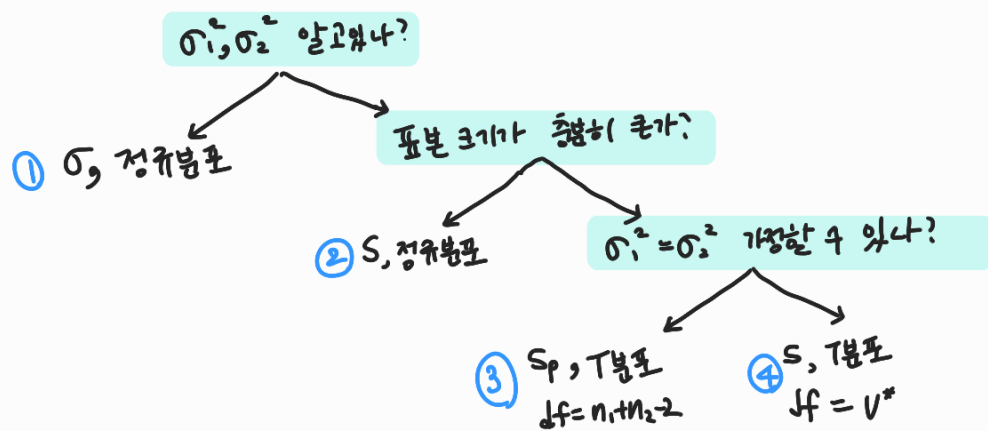 σ₁², σ₂² 알고있나?
표본 크기가 충분히 큰가?
① σ, 정규분포
② S, 정규분포
σ₁² = σ₂² 가정할 수 있나?
③ Sp, T분포
df = n₁+n₂-2
④ S, T분포
df = ν*